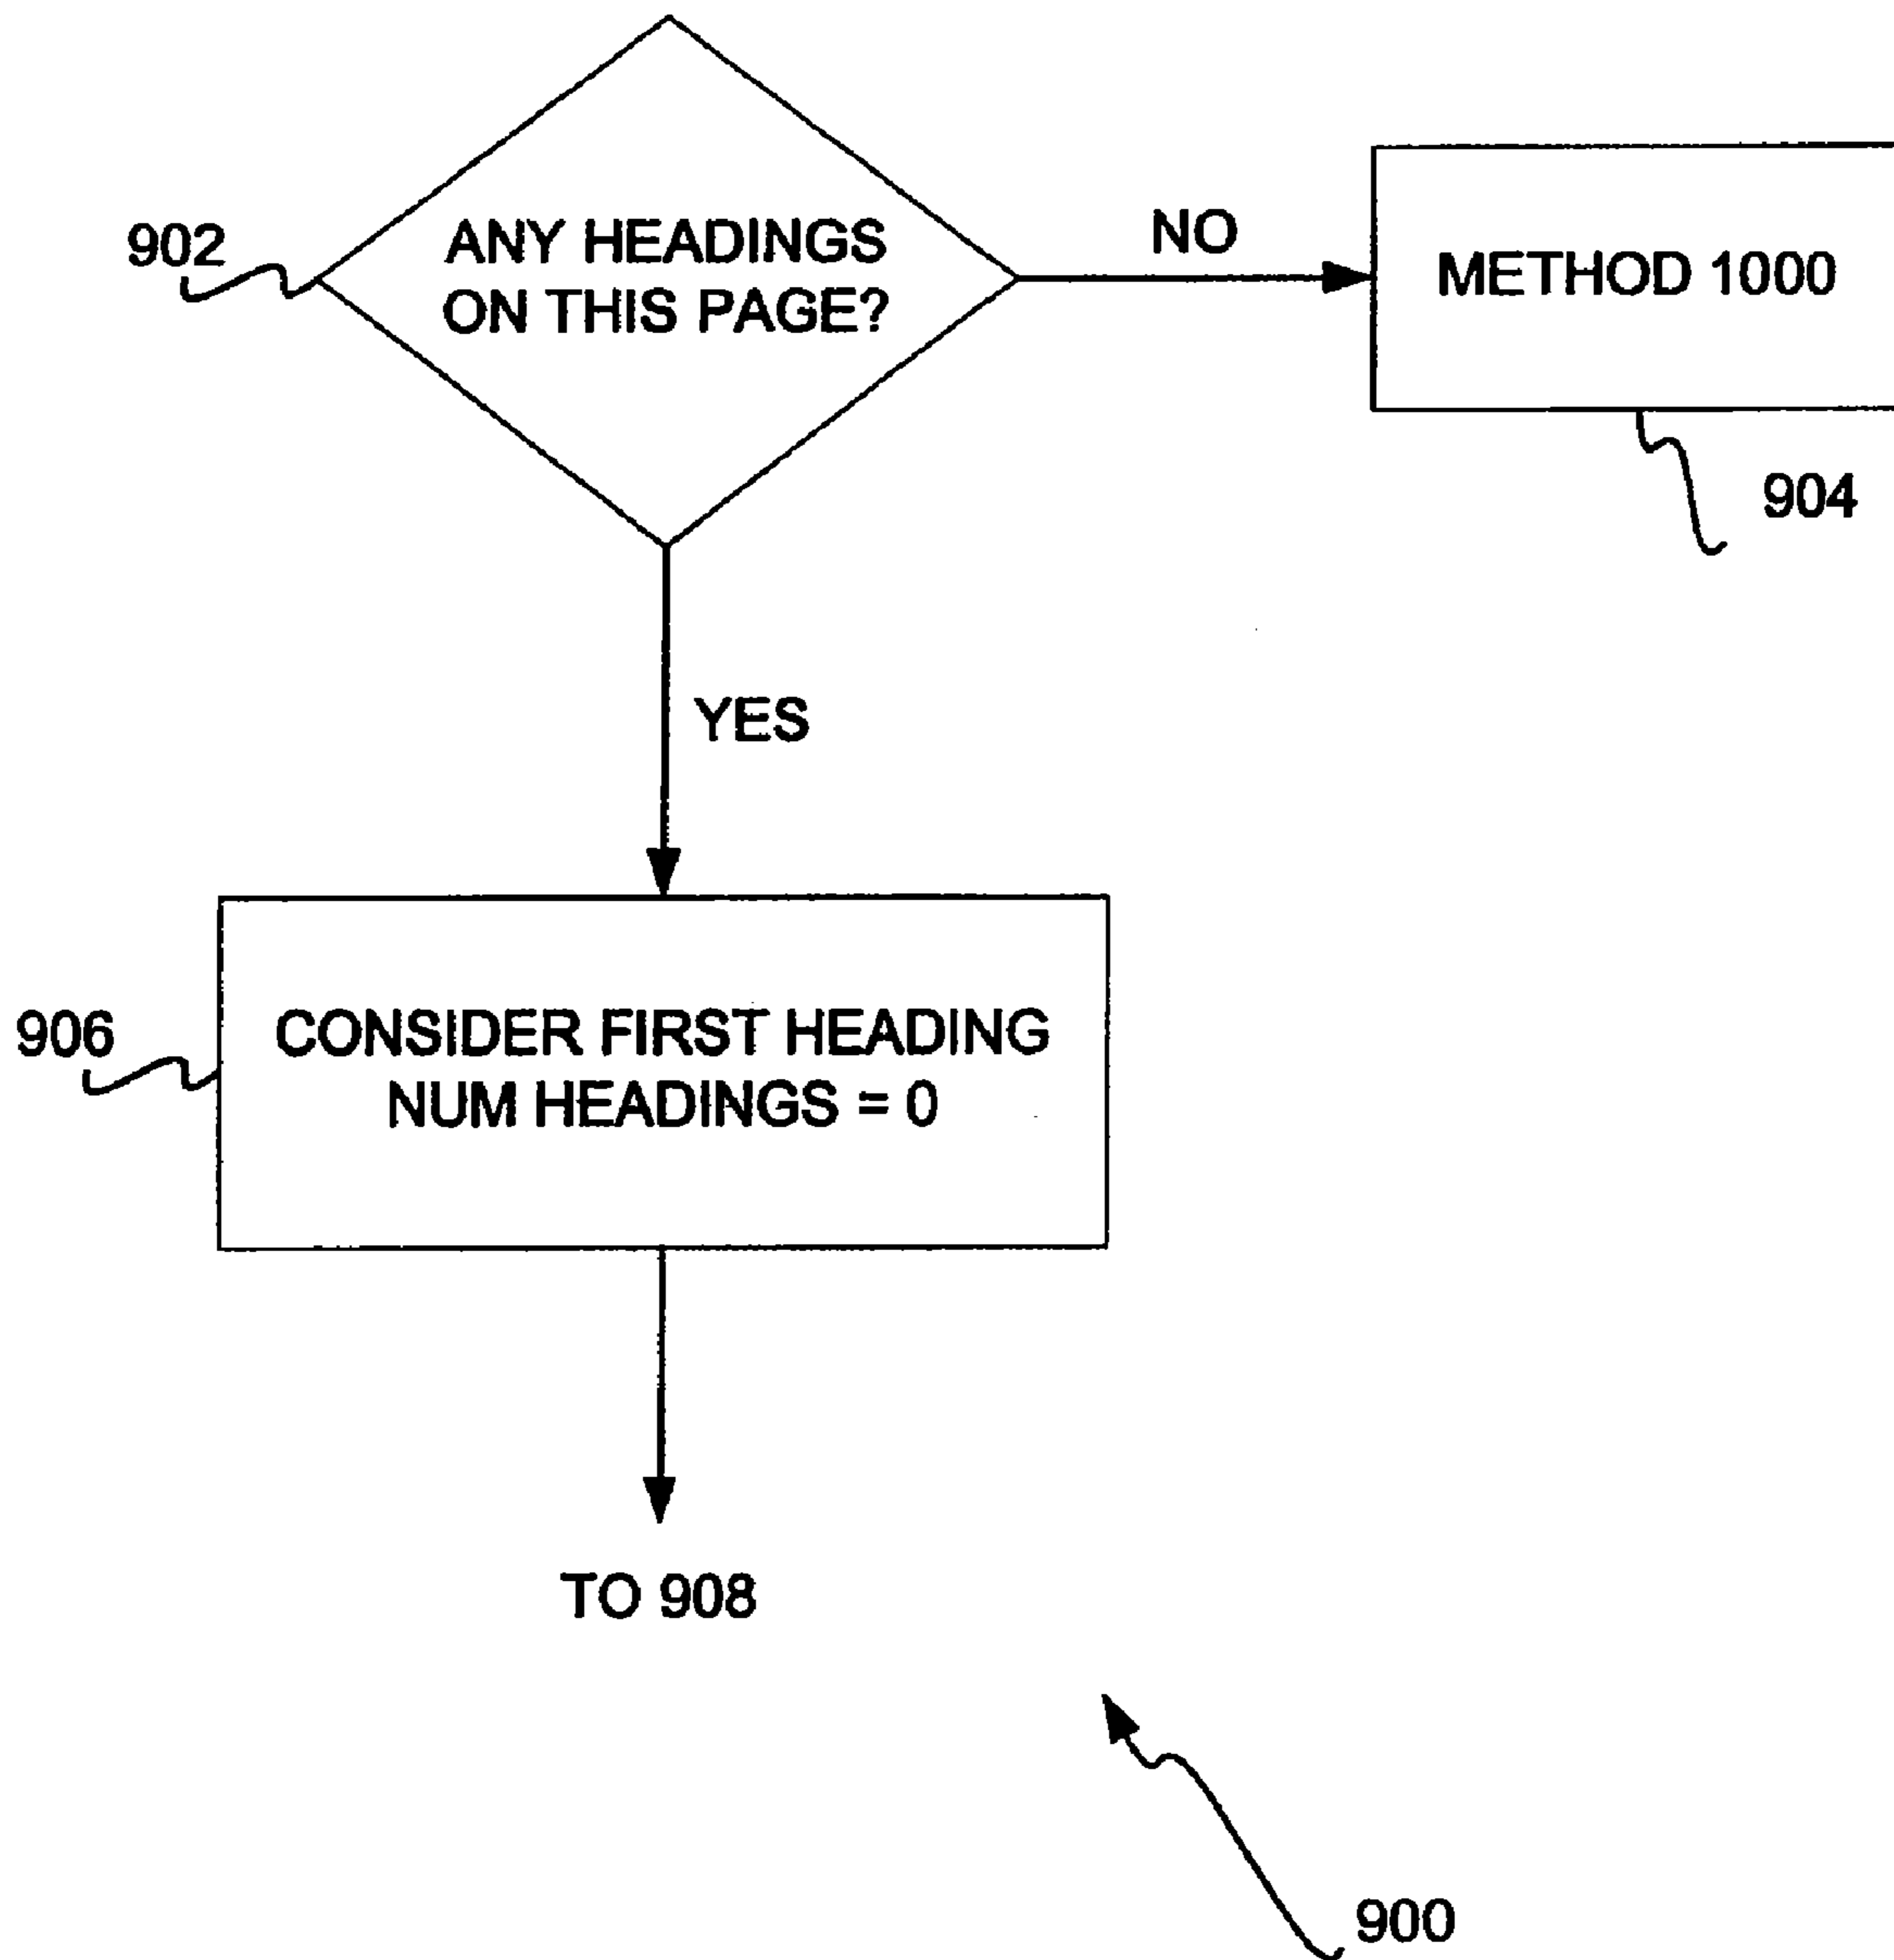 902
ANY HEADINGS
ON THIS PAGE?
NO
METHOD 1000
904
YES
906
CONSIDER FIRST HEADING
NUM HEADINGS = 0
TO 908
900